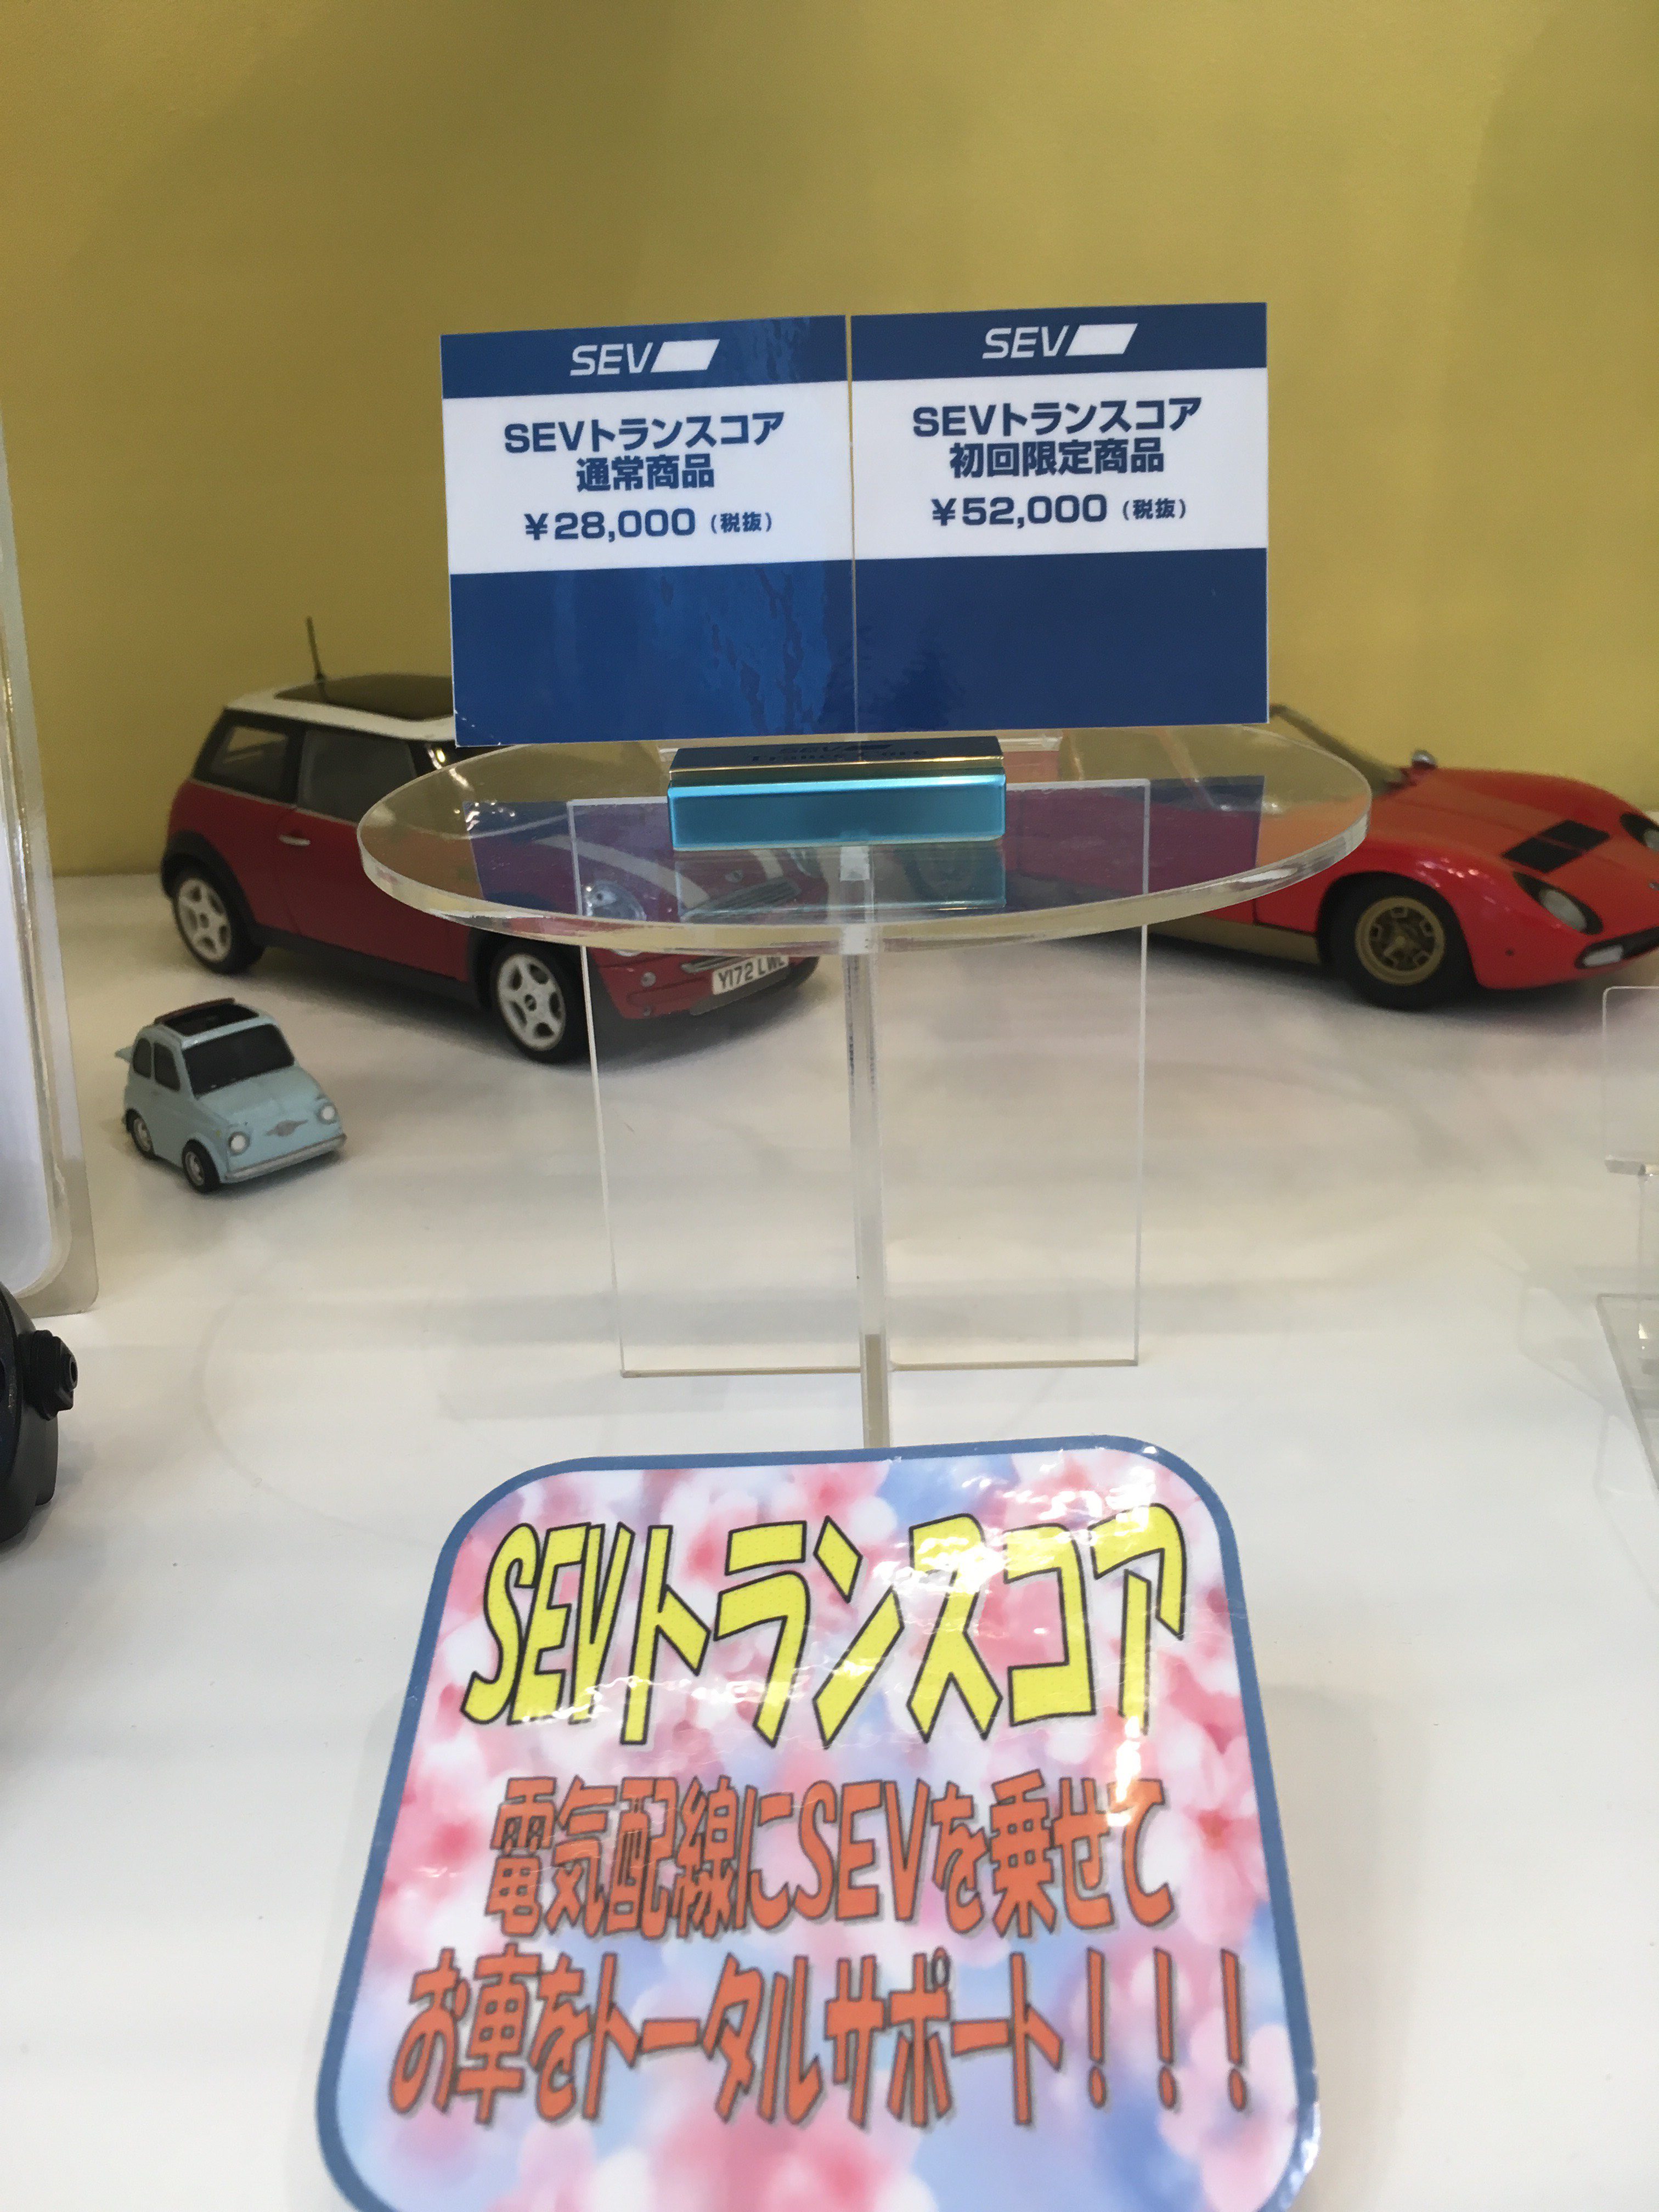 SEV
SEVトランスコア
通常商品
¥28,000（税抜）
SEV
SEVトランスコア
初回限定商品
¥52,000（税抜）
SEV
Y172 LWL
SEVトランスコア
電気配線にSEVを乗せて
お車をトータルサポート！！！